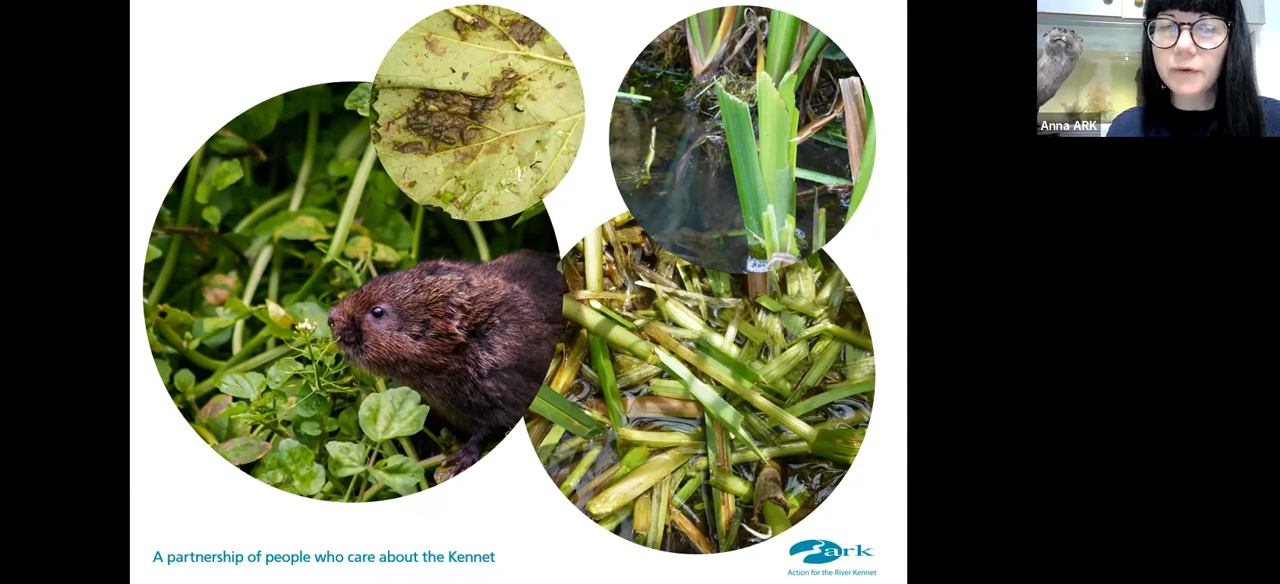 Anna ARK
A partnership of people who care about the Kennet
ark
Action for the River Kennet